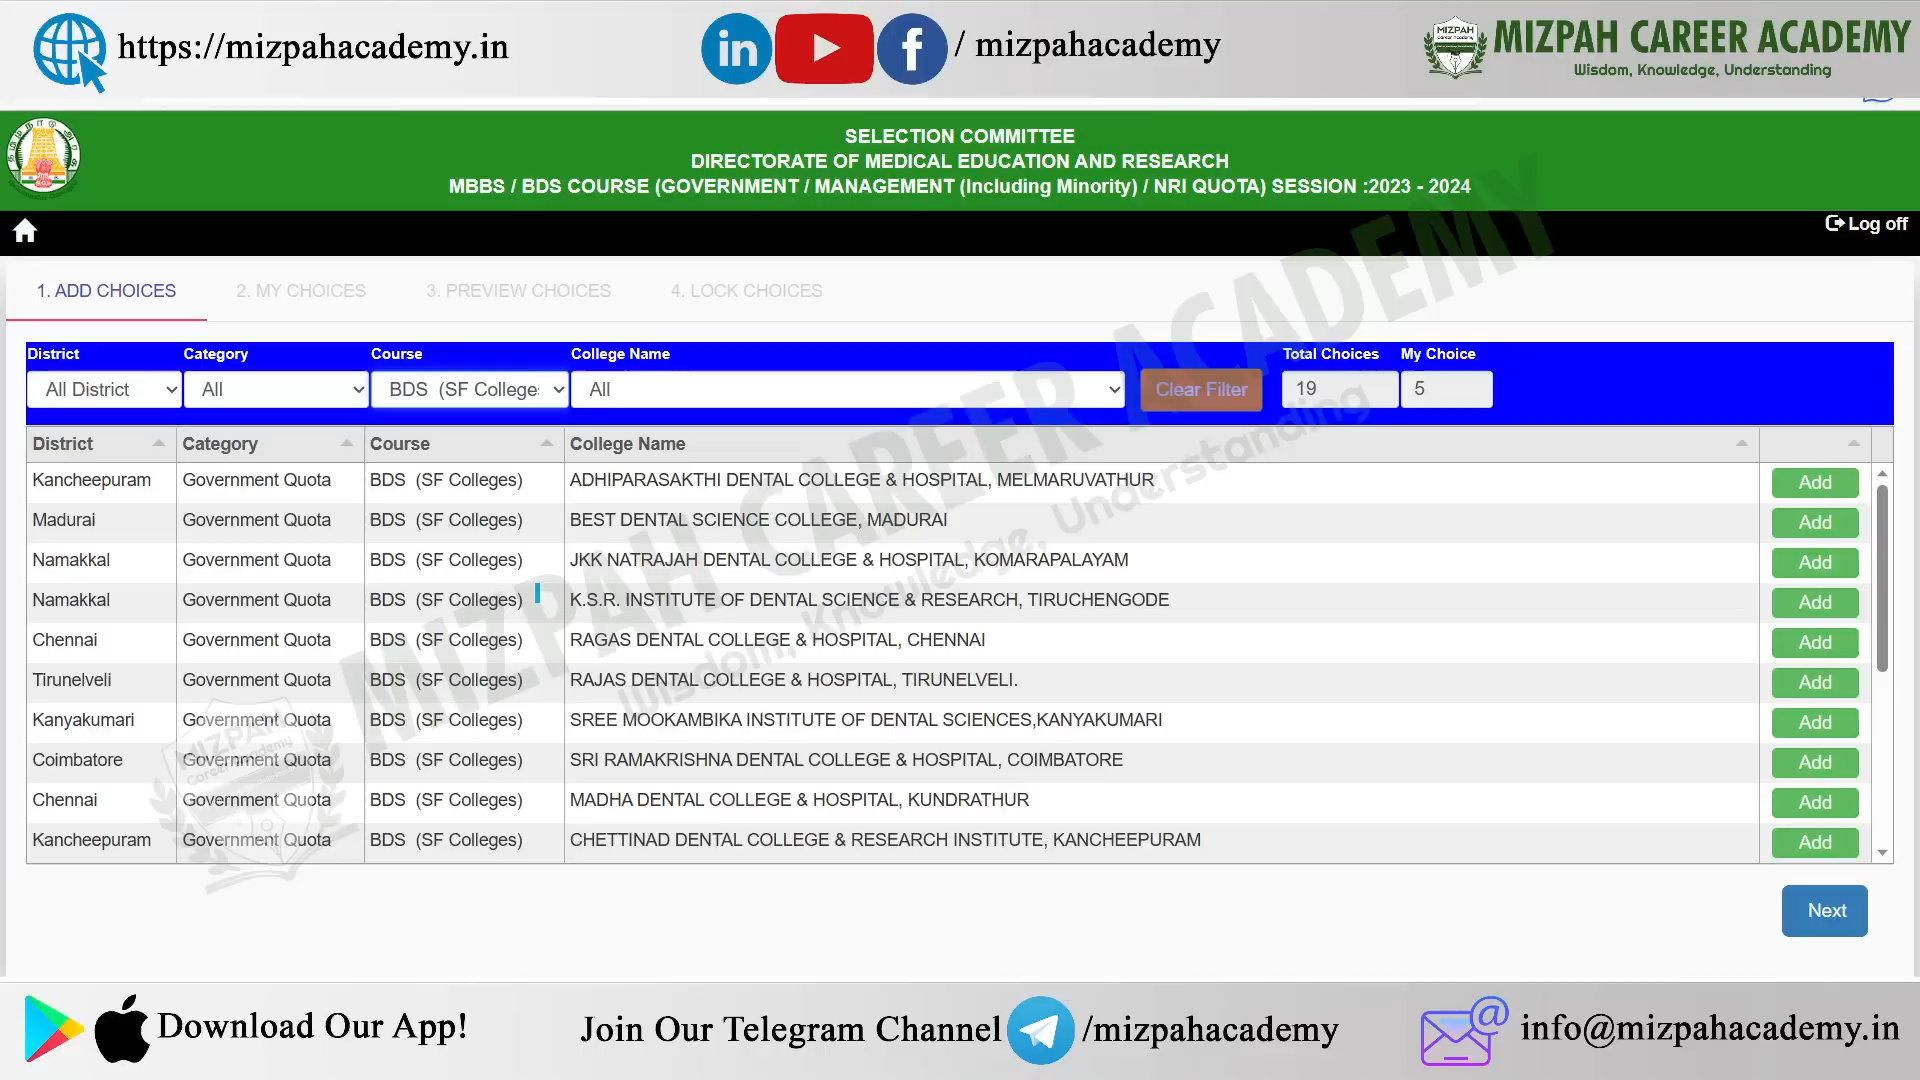 https://mizpahacademy.in
/ mizpahacademy
MIZPAH
MIZPAH CAREER ACADEMY
Wisdom, Knowledge, Understanding
SELECTION COMMITTEE
DIRECTORATE OF MEDICAL EDUCATION AND RESEARCH
MBBS / BDS COURSE (GOVERNMENT / MANAGEMENT (Including Minority) / NRI QUOTA) SESSION :2023 - 2024
Log off
1. ADD CHOICES 2. MY CHOICES 3. PREVIEW CHOICES 4. LOCK CHOICES
District Category Course College Name Total Choices My Choice
All District All BDS (SF College All Clear Filter 19 5
District Category Course College Name
Kancheepuram Government Quota BDS (SF Colleges) ADHIPARASAKTHI DENTAL COLLEGE & HOSPITAL, MELMARUVATHUR Add
Madurai Government Quota BDS (SF Colleges) BEST DENTAL SCIENCE COLLEGE, MADURAI Add
Namakkal Government Quota BDS (SF Colleges) JKK NATRAJAH DENTAL COLLEGE & HOSPITAL, KOMARAPALAYAM Add
Namakkal Government Quota BDS (SF Colleges) K.S.R. INSTITUTE OF DENTAL SCIENCE & RESEARCH, TIRUCHENGODE Add
Chennai Government Quota BDS (SF Colleges) RAGAS DENTAL COLLEGE & HOSPITAL, CHENNAI Add
Tirunelveli Government Quota BDS (SF Colleges) RAJAS DENTAL COLLEGE & HOSPITAL, TIRUNELVELI. Add
Kanyakumari Government Quota BDS (SF Colleges) SREE MOOKAMBIKA INSTITUTE OF DENTAL SCIENCES,KANYAKUMARI Add
Coimbatore Government Quota BDS (SF Colleges) SRI RAMAKRISHNA DENTAL COLLEGE & HOSPITAL, COIMBATORE Add
Chennai Government Quota BDS (SF Colleges) MADHA DENTAL COLLEGE & HOSPITAL, KUNDRATHUR Add
Kancheepuram Government Quota BDS (SF Colleges) CHETTINAD DENTAL COLLEGE & RESEARCH INSTITUTE, KANCHEEPURAM Add
MIZPAH CAREER ACADEMY
Wisdom, Knowledge, Understanding
MIZPAH
Career Academy
Next
Download Our App!
Join Our Telegram Channel /mizpahacademy
info@mizpahacademy.in